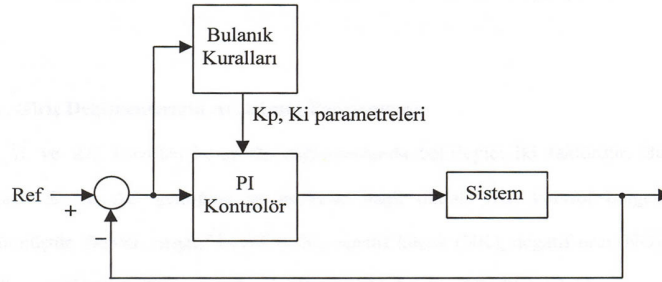 Bulanık
Kuralları
Kp, Ki parametreleri
Ref
+
PI
Kontrolör
Sistem